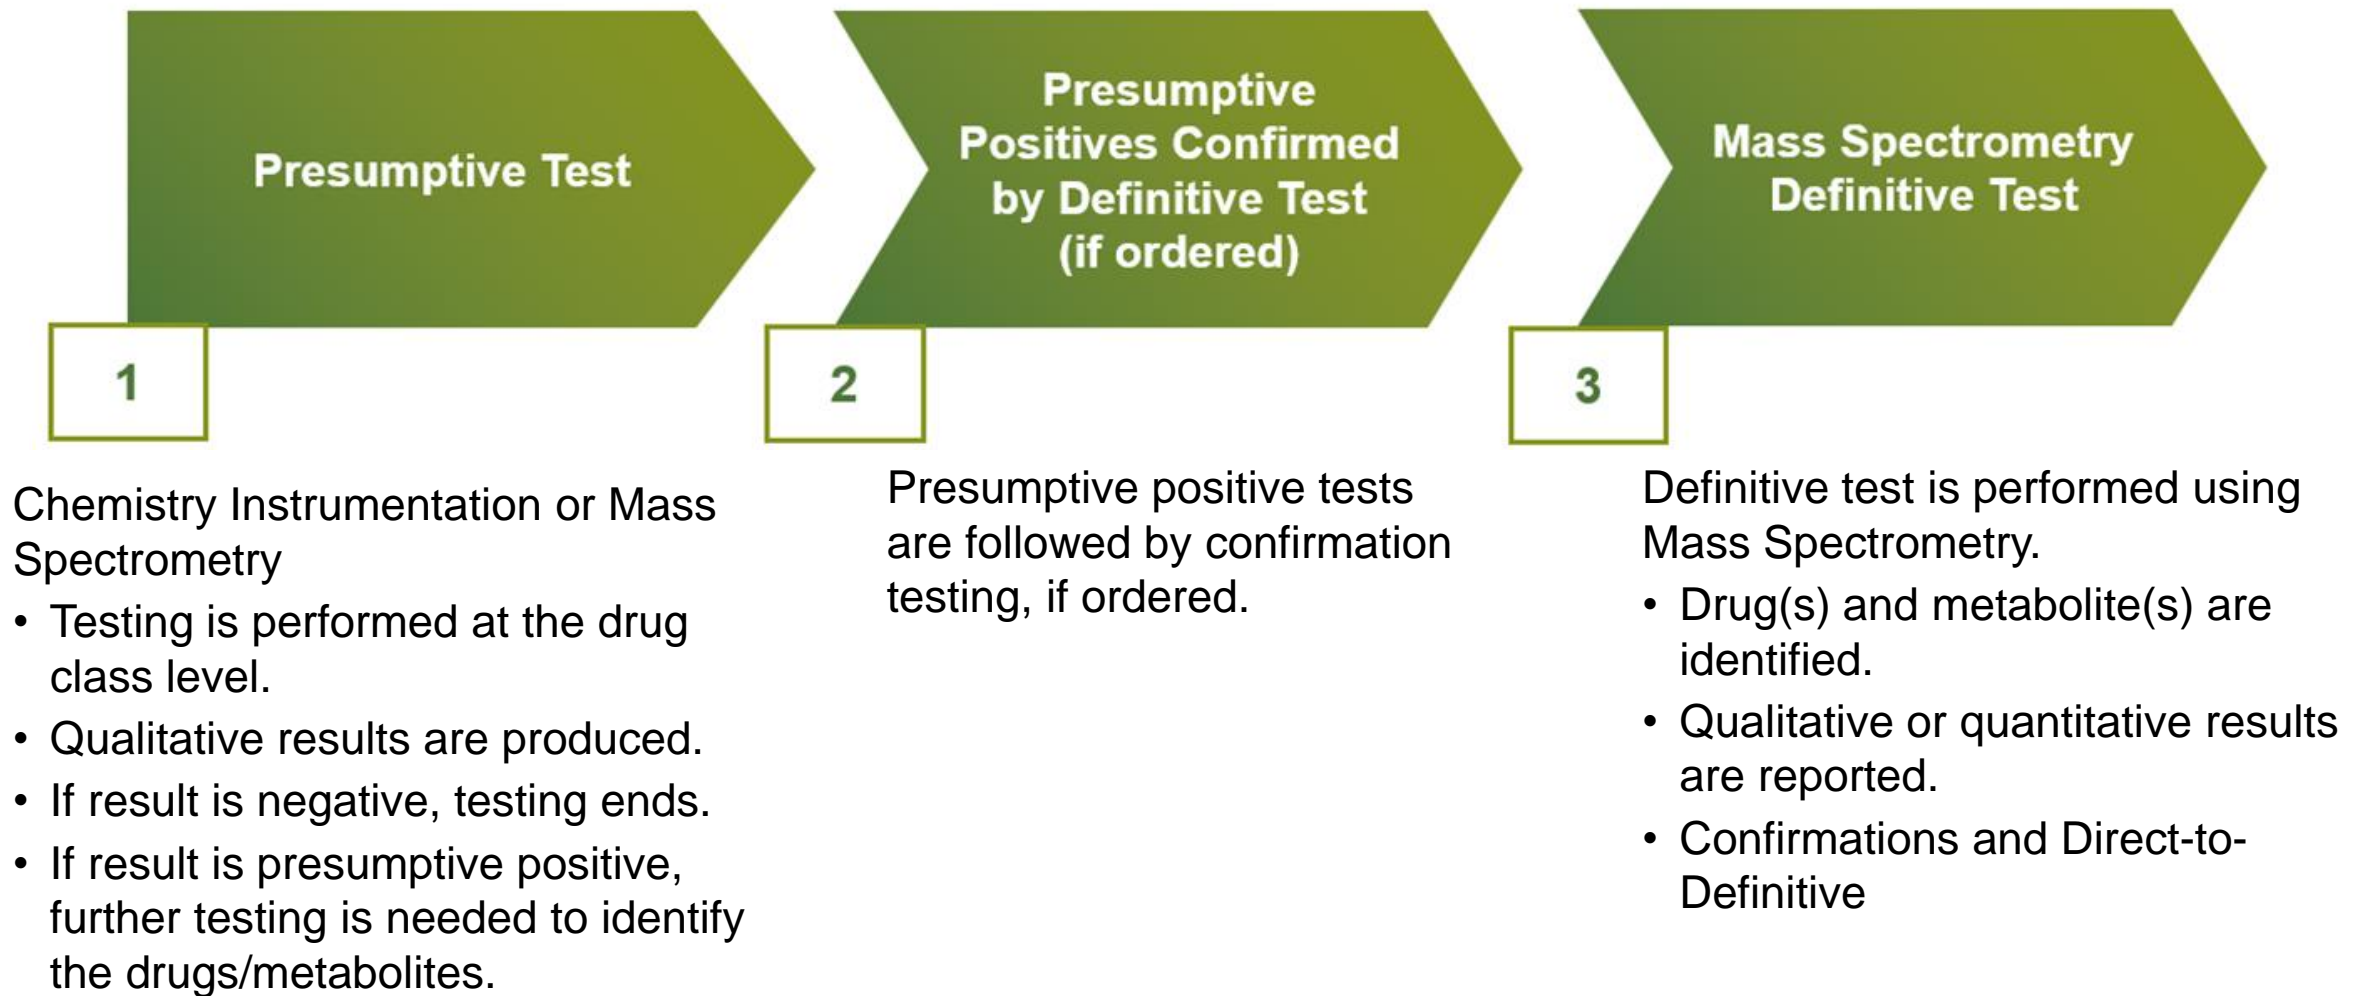 Presumptive Test
Presumptive
Positives Confirmed
by Definitive Test
(if ordered)
Mass Spectrometry
Definitive Test
1
2
3
Chemistry Instrumentation or Mass
Spectrometry
• Testing is performed at the drug
class level.
• Qualitative results are produced.
• If result is negative, testing ends.
• If result is presumptive positive,
further testing is needed to identify
the drugs/metabolites.
Presumptive positive tests
are followed by confirmation
testing, if ordered.
Definitive test is performed using
Mass Spectrometry.
• Drug(s) and metabolite(s) are
identified.
• Qualitative or quantitative results
are reported.
• Confirmations and Direct-to-
Definitive